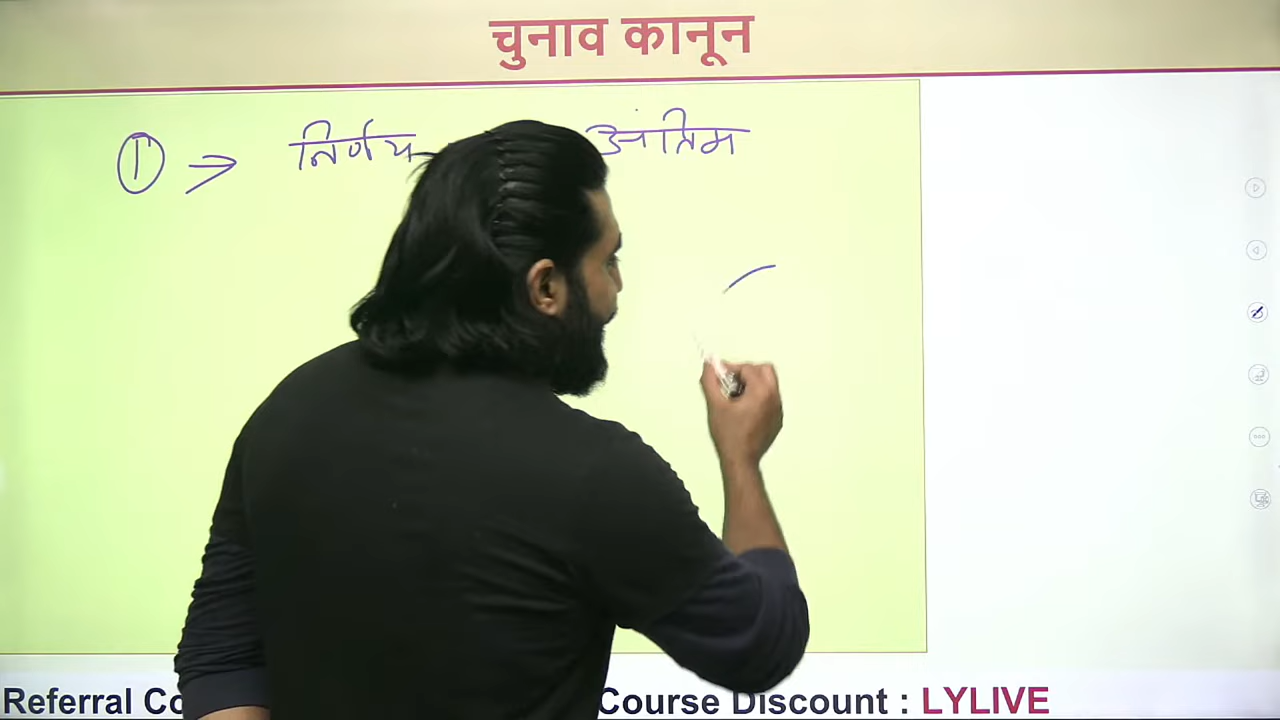 चुनाव कानून
① → निर्णय अंतिम
Referral Co Course Discount : LYLIVE